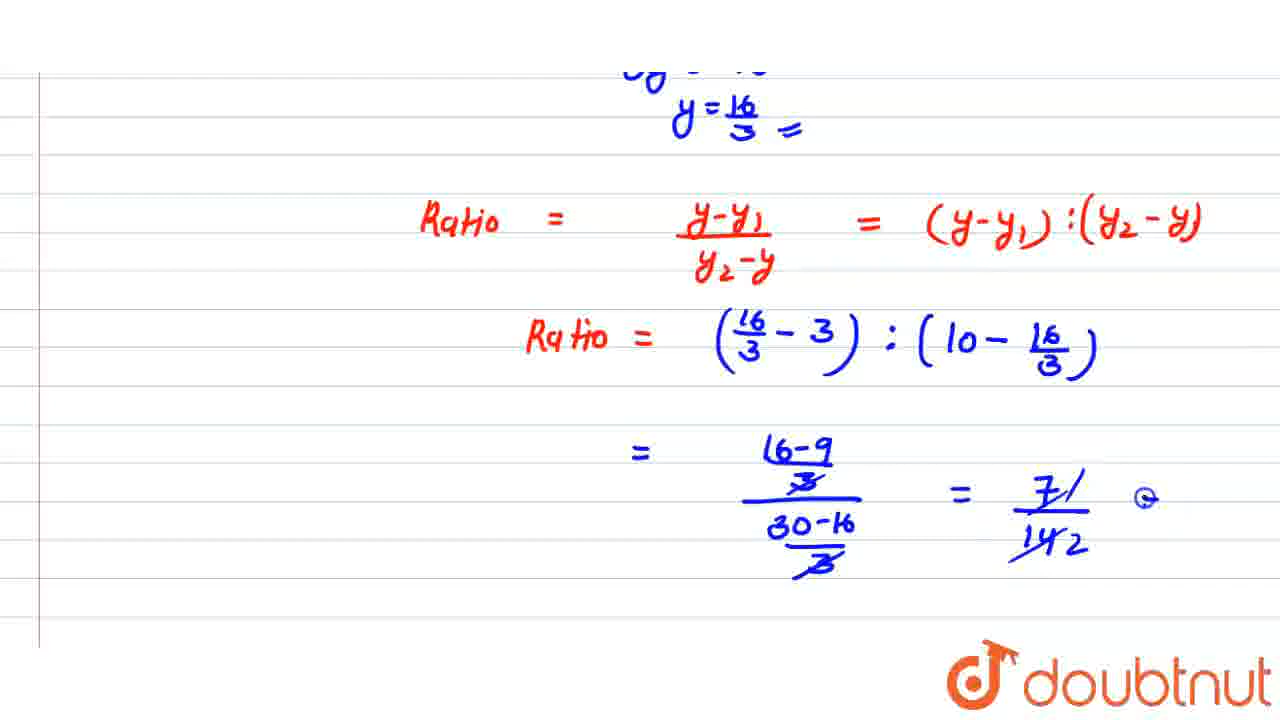 y = 16/3 =
Ratio = y-y₁/y₂-y = (y-y₁):(y₂-y)
Ratio = (16/3 - 3) : (10 - 16/3)
= 16-9/3 / 30-16/3 = 7 1/14 2
doubtnut